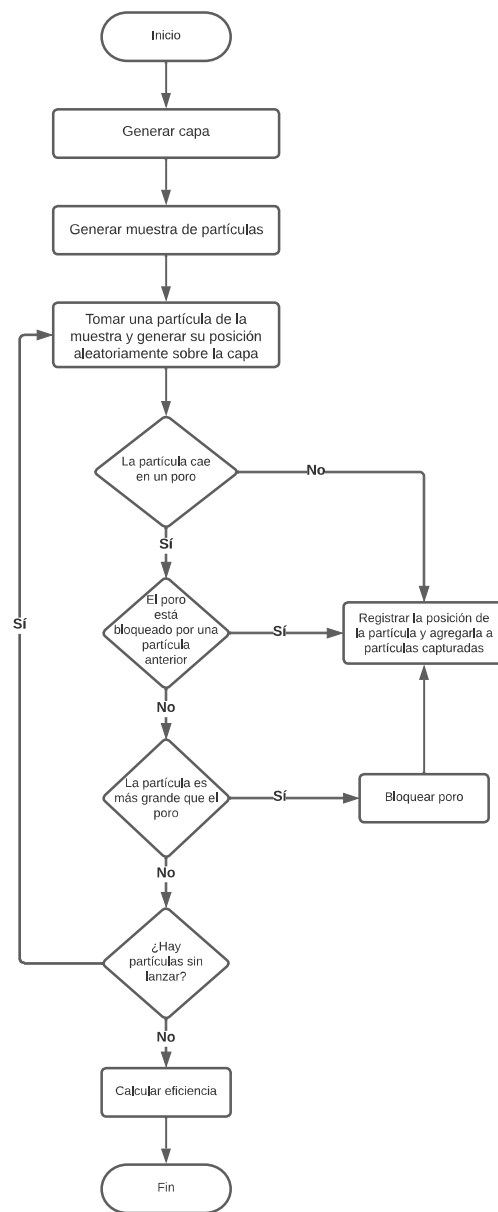 Inicio
Generar capa
Generar muestra de partículas
Tomar una partícula de la
muestra y generar su posición
aleatoriamente sobre la capa
La partícula cae
en un poro
No
Sí
El poro
está
bloqueado por una
partícula
anterior
Sí
Registrar la posición de
la partícula y agregarla a
partículas capturadas
Sí
No
La partícula es
más grande que el
poro
Sí
Bloquear poro
No
¿Hay
partículas sin
lanzar?
No
Calcular eficiencia
Fin